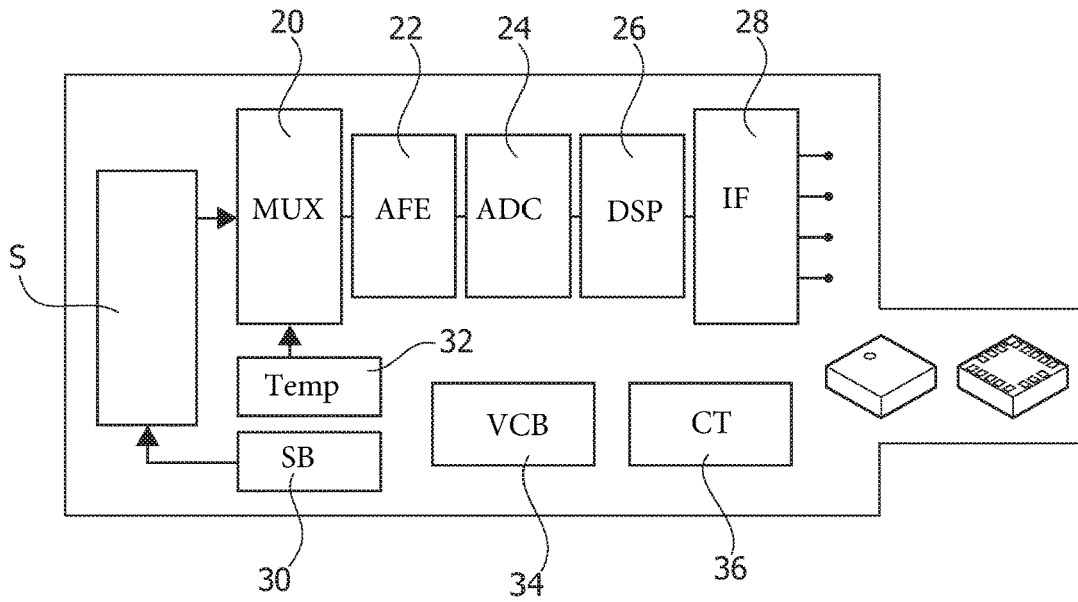 20
22
24
26
28
MUX
AFE
ADC
DSP
IF
S
32
Temp
VCB
CT
SB
30
34
36